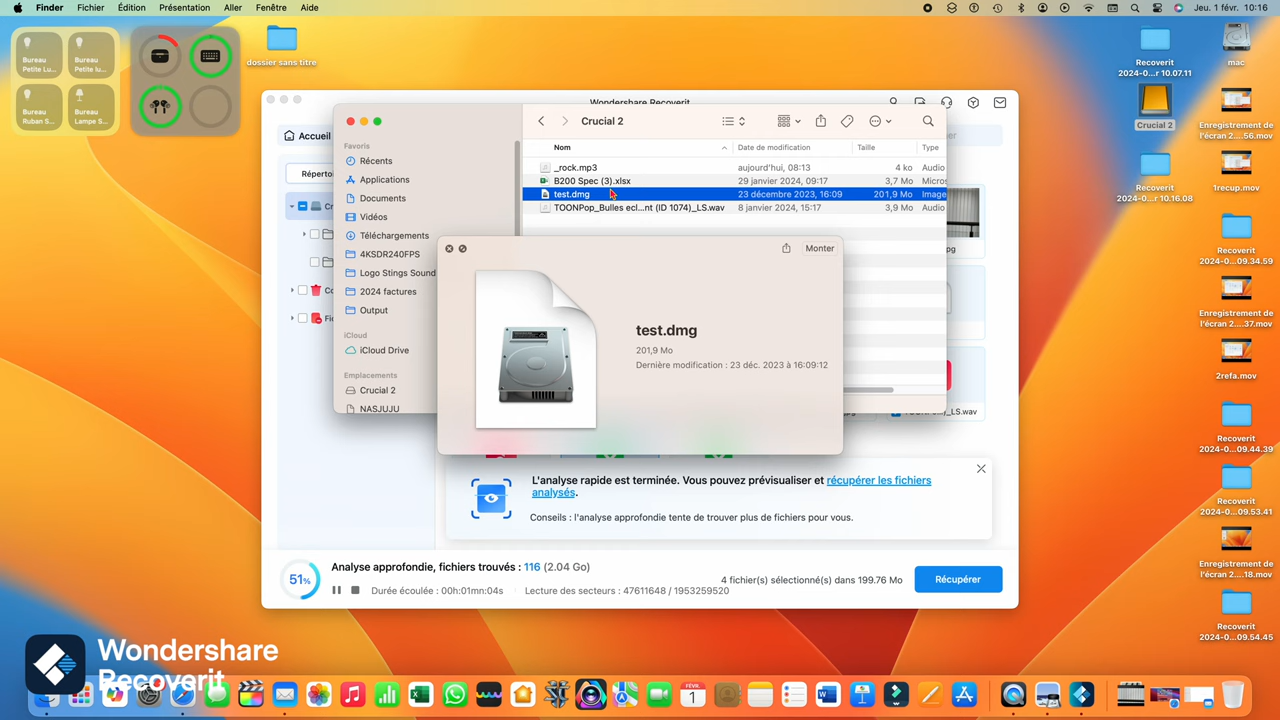 Finder Fichier Édition Présentation Aller Fenêtre Aide
Jeu. 1 févr. 10:16
Bureau
Petite Lu...
Bureau
Petite lu...
Bureau
Ruban S...
Bureau
Lampe S...
dossier sans titre
Recoverit
2024-0...r 10.07.11
mac
Crucial 2
Enregistrement de
l'écran 2....56.mov
Recoverit
2024-0...r 10.16.08
1recup.mov
Recoverit
2024-0...09.34.59
Enregistrement de
l'écran 2....37.mov
2refa.mov
Recoverit
2024-0...09.44.39
Recoverit
2024-0...09.53.41
Enregistrement de
l'écran 2....18.mov
Recoverit
2024-0...09.54.45
Wondershare Recoverit
Accueil
Favoris
Récents
Applications
Documents
Vidéos
Téléchargements
4KSDR240FPS
Logo Stings Sound
2024 factures
Output
iCloud
iCloud Drive
Emplacements
Crucial 2
NASJUJU
Crucial 2
Nom Date de modification Taille Type
_rock.mp3 aujourd'hui, 08:13 4 ko Audio
B200 Spec (3).xlsx 29 janvier 2024, 09:17 3,7 Mo Micros
test.dmg 23 décembre 2023, 16:09 201,9 Mo Image
TOONPop_Bulles ecl...nt (ID 1074)_LS.wav 8 janvier 2024, 15:17 3,9 Mo Audio
Monter
test.dmg
201,9 Mo
Dernière modification : 23 déc. 2023 à 16:09:12
_LS.wav
L'analyse rapide est terminée. Vous pouvez prévisualiser et récupérer les fichiers
analysés.
Conseils : l'analyse approfondie tente de trouver plus de fichiers pour vous.
51%
Analyse approfondie, fichiers trouvés : 116 (2.04 Go)
Durée écoulée : 00h:01mn:04s
Lecture des secteurs : 47611648 / 1953259520
4 fichier(s) sélectionné(s) dans 199.76 Mo
Récupérer
Wondershare
Recoverit
FÉVR.
1